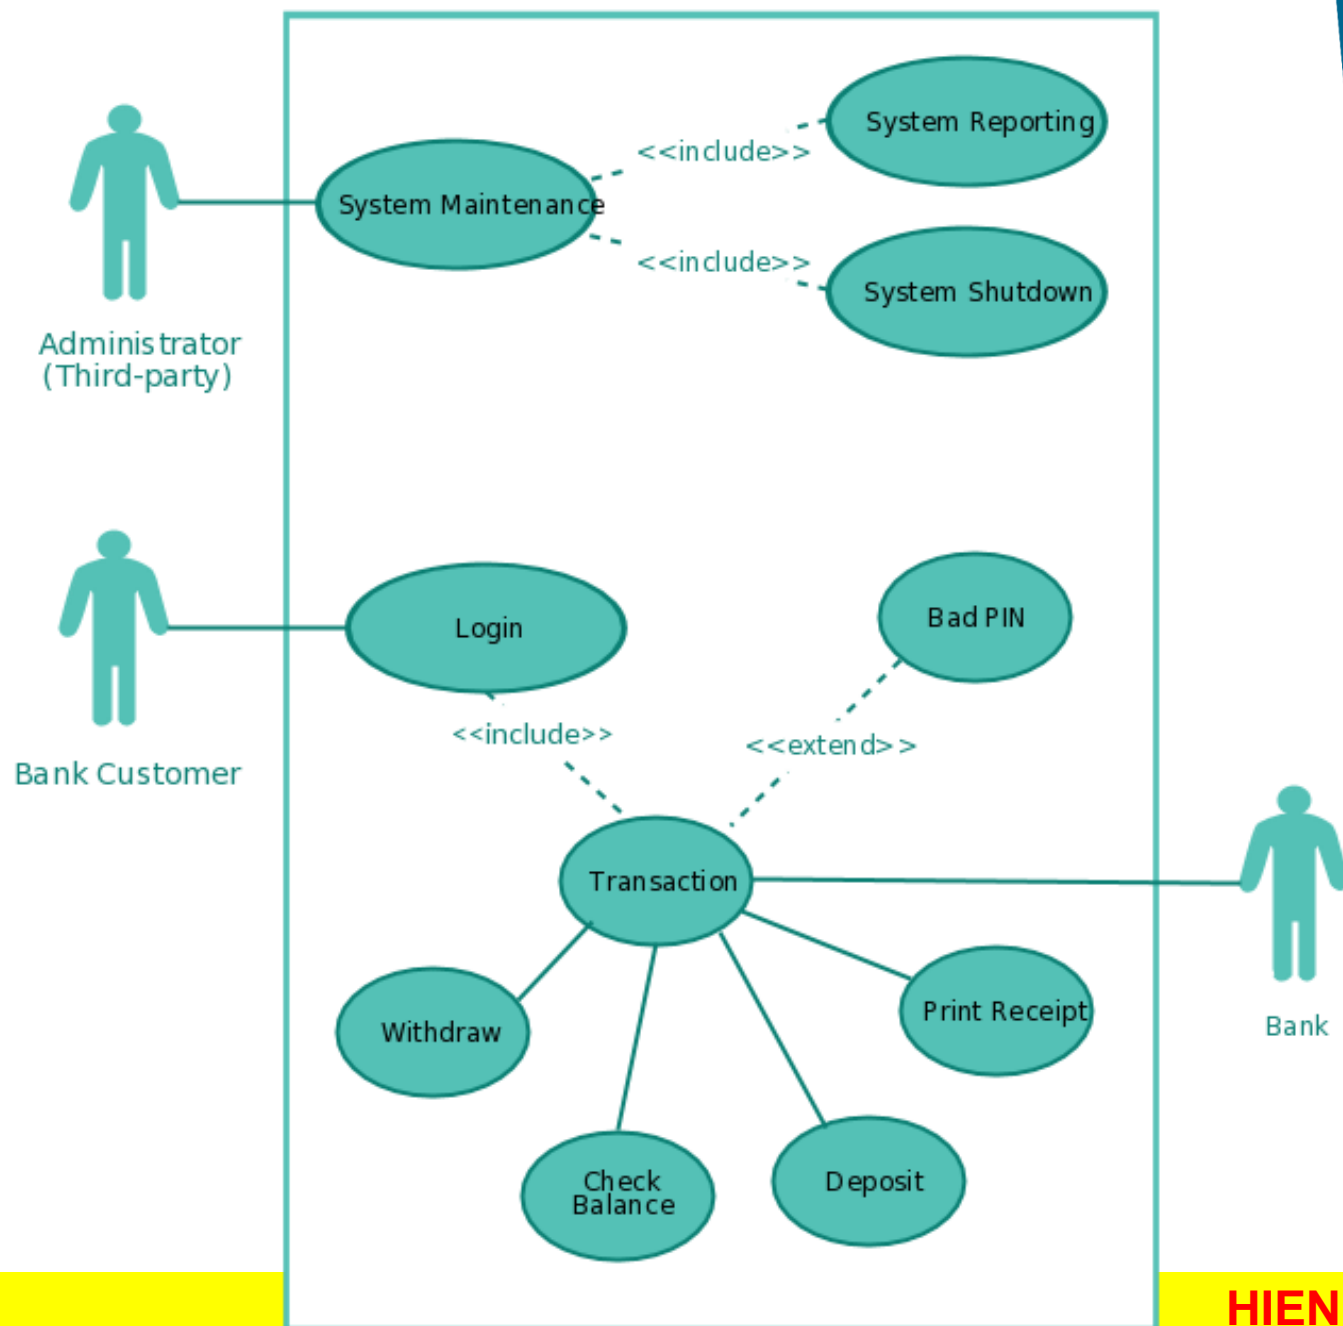 System Reporting
<<include>>
System Maintenance
<<include>>
System Shutdown
Administrator
(Third-party)
Bad PIN
Login
<<include>>
<<extend>>
Bank Customer
Transaction
Print Receipt
Withdraw
Bank
Check
Balance
Deposit
HIEN